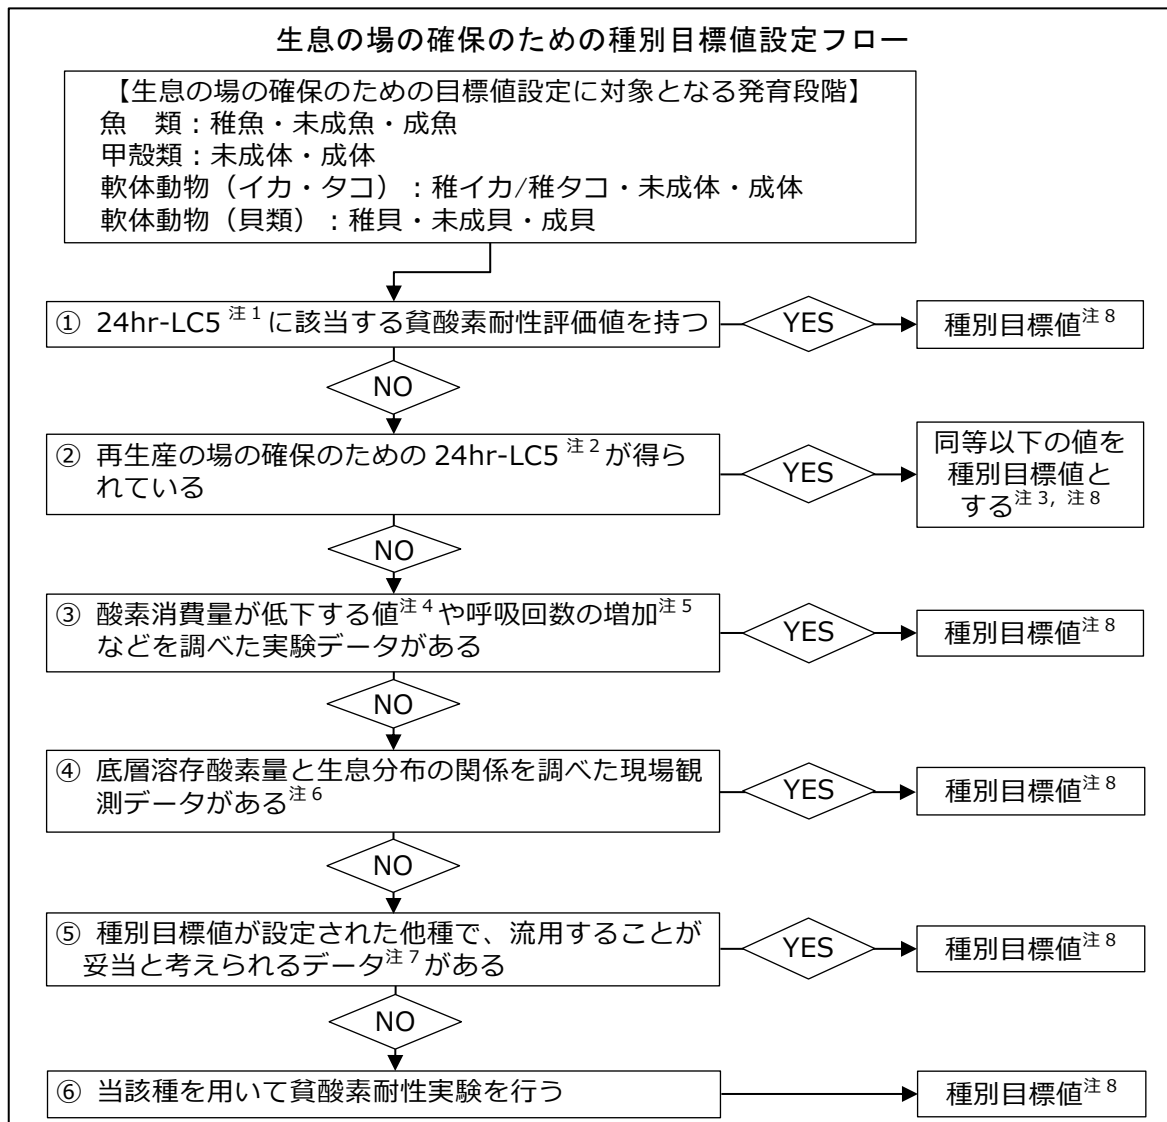 生息の場の確保のための種別目標値設定フロー
【生息の場の確保のための目標値設定に対象となる発育段階】
魚　類：稚魚・未成魚・成魚
甲殻類：未成体・成体
軟体動物（イカ・タコ）：稚イカ/稚タコ・未成体・成体
軟体動物（貝類）：稚貝・未成貝・成貝
① 24hr-LC5 注1 に該当する貧酸素耐性評価値を持つ
YES
種別目標値注8
NO
② 再生産の場の確保のための 24hr-LC5 注2 が得ら
れている
YES
同等以下の値を
種別目標値と
する注3, 注8
NO
③ 酸素消費量が低下する値注4や呼吸回数の増加注5
などを調べた実験データがある
YES
種別目標値注8
NO
④ 底層溶存酸素量と生息分布の関係を調べた現場観
測データがある注6
YES
種別目標値注8
NO
⑤ 種別目標値が設定された他種で、流用することが
妥当と考えられるデータ注7がある
YES
種別目標値注8
NO
⑥ 当該種を用いて貧酸素耐性実験を行う
種別目標値注8